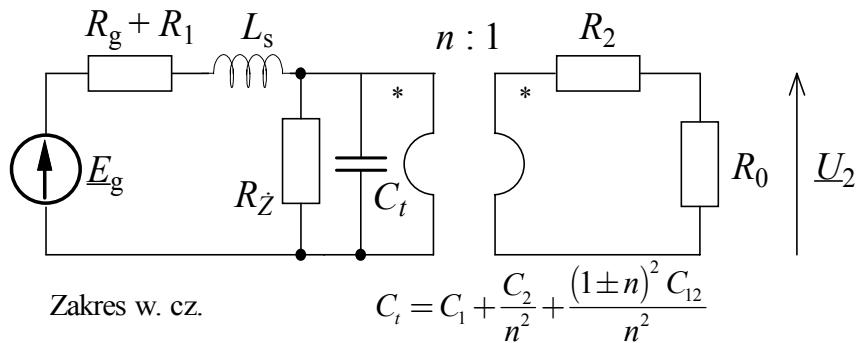 R_g + R_1 L_s n : 1 R_2
* *
E_g R_Ż C_t R_0 U_2
Zakres w. cz. C_t = C_1 + C_2/n^2 + (1 ± n)^2 C_12/n^2